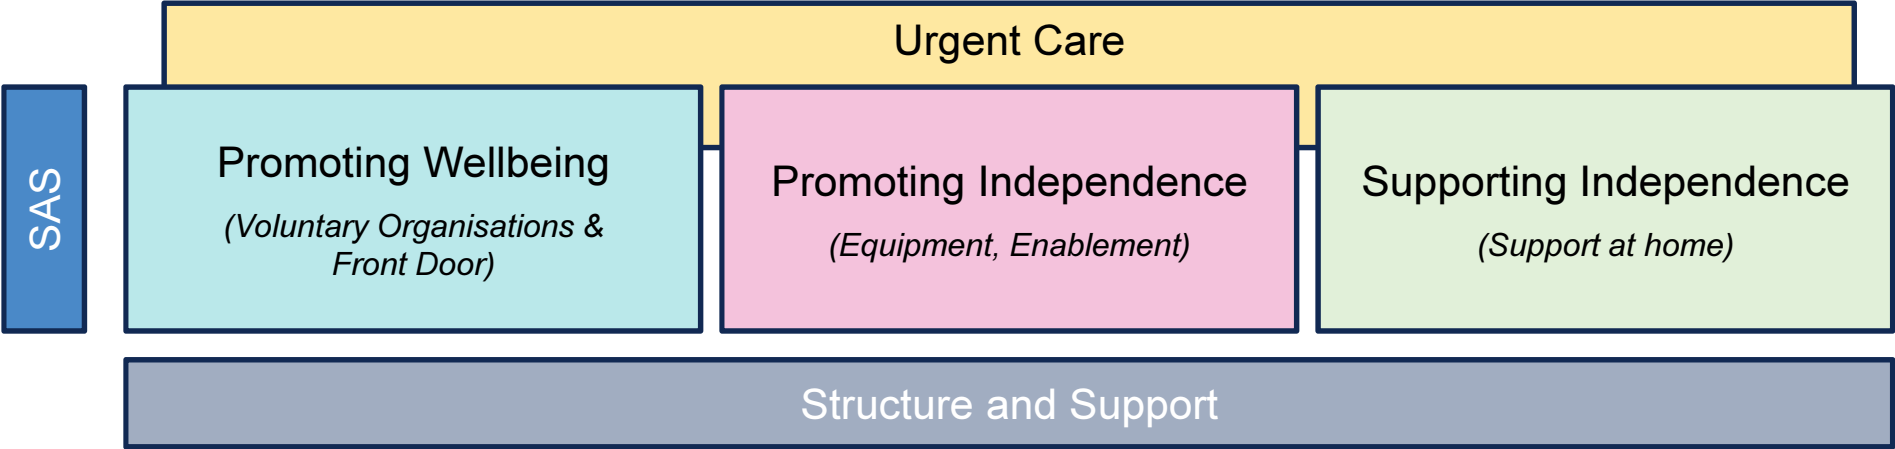 Urgent Care
SAS
Promoting Wellbeing
(Voluntary Organisations &
Front Door)
Promoting Independence
(Equipment, Enablement)
Supporting Independence
(Support at home)
Structure and Support